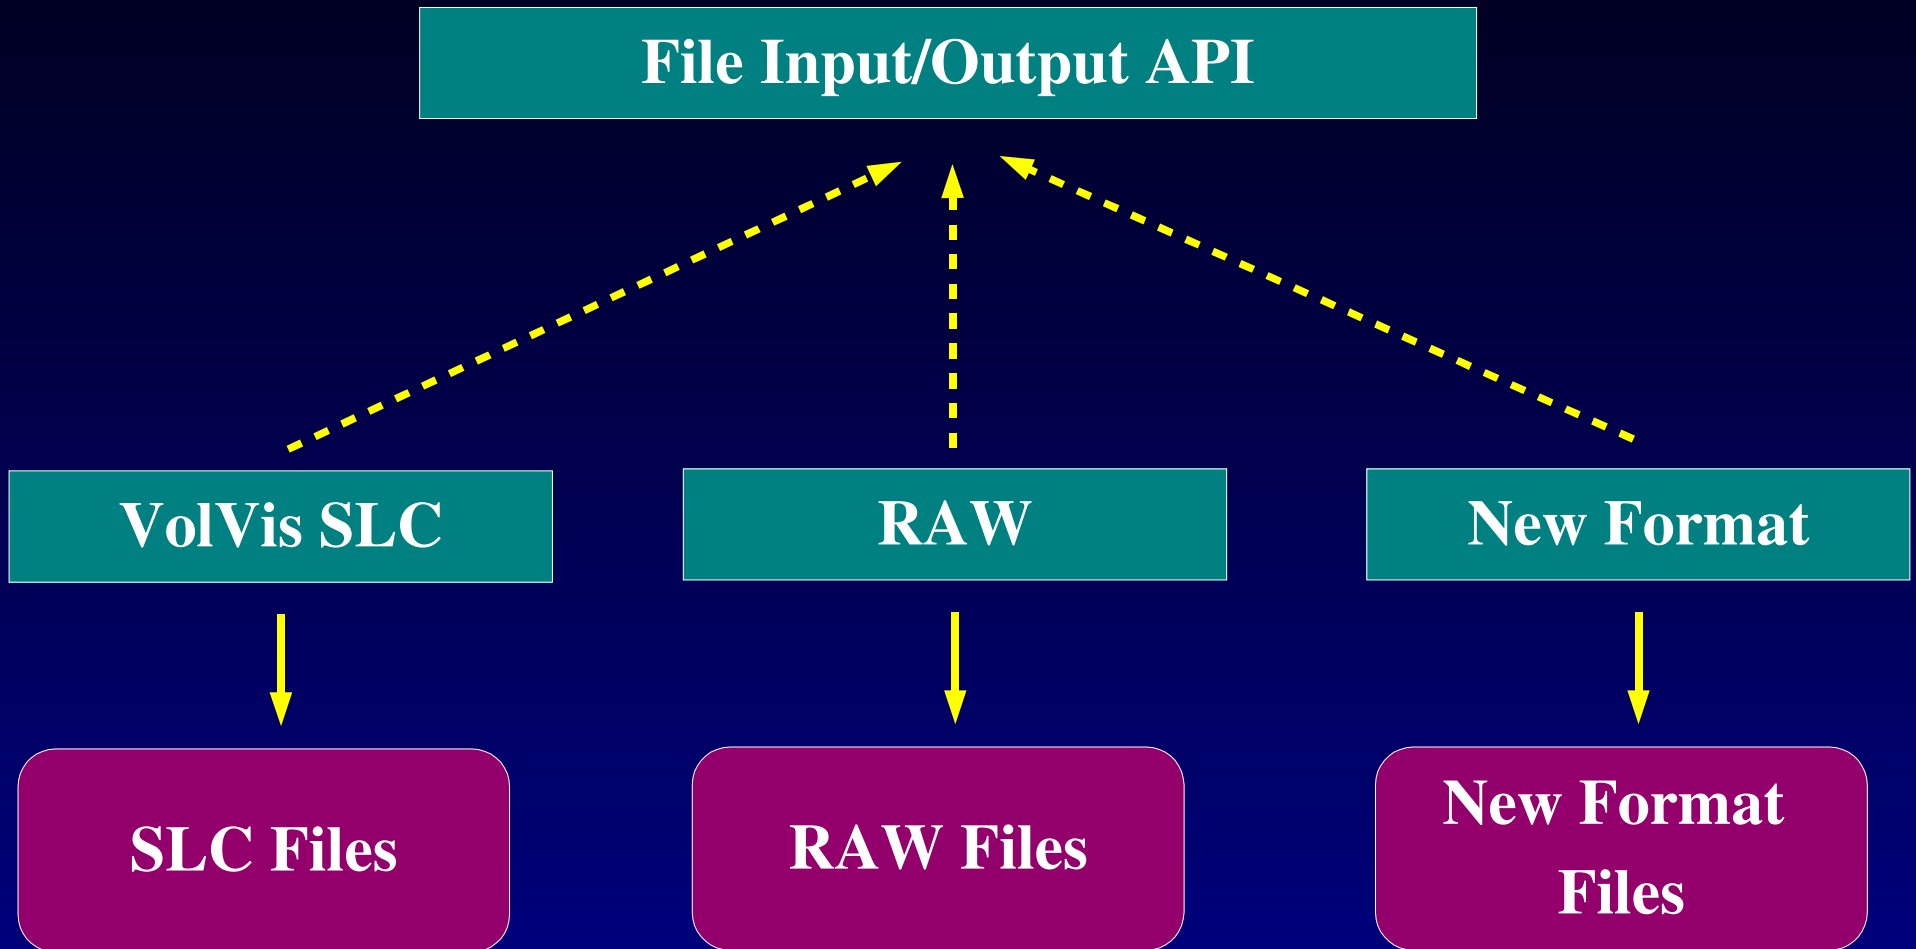 File Input/Output API
VolVis SLC
RAW
New Format
SLC Files
RAW Files
New Format
Files